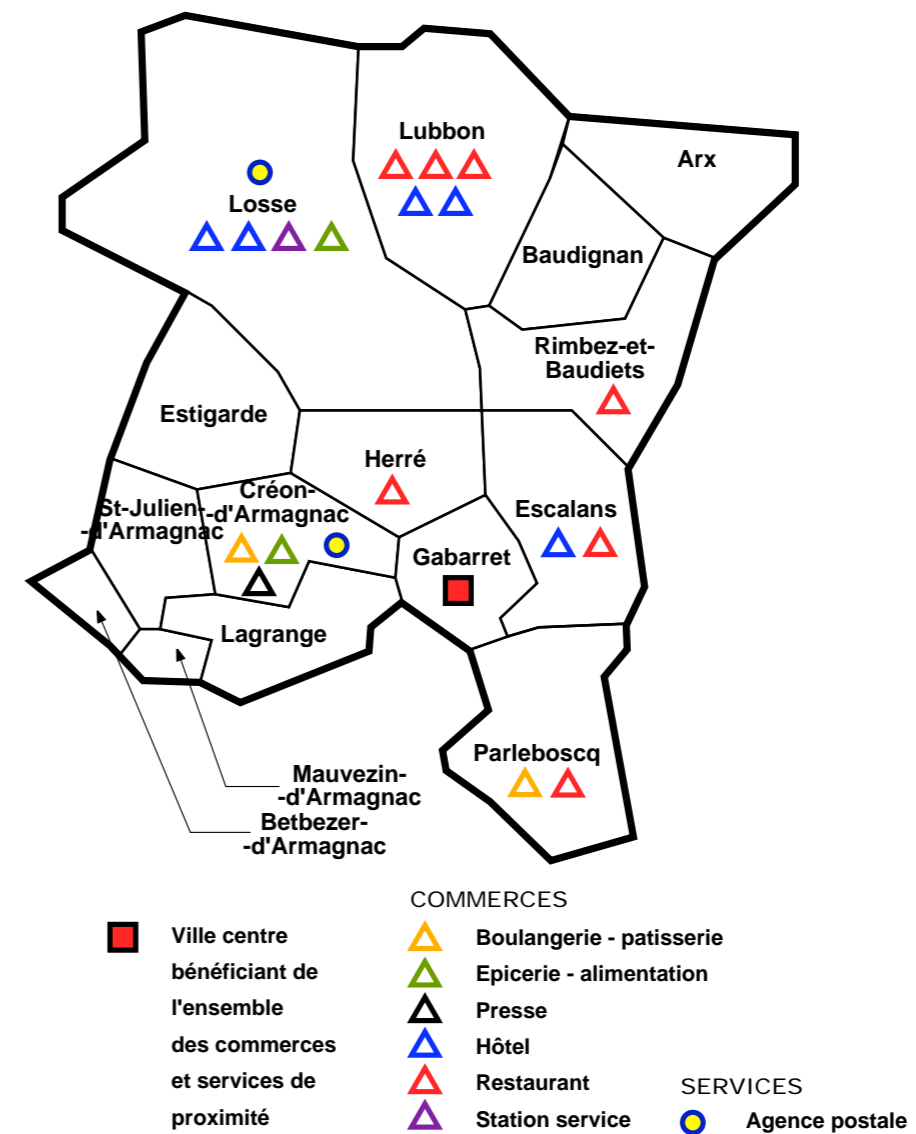 Lubbon
Arx
Losse
Baudignan
Rimbez-et-
Baudiets
Estigarde
Herré
Créon-
-d'Armagnac
St-Julien-
-d'Armagnac
Escalans
Gabarret
Lagrange
Parleboscq
Mauvezin-
-d'Armagnac
Betbezer-
-d'Armagnac
Ville centre
bénéficiant de
l'ensemble
des commerces
et services de
proximité
COMMERCES
Boulangerie - patisserie
Epicerie - alimentation
Presse
Hôtel
Restaurant
Station service
SERVICES
Agence postale